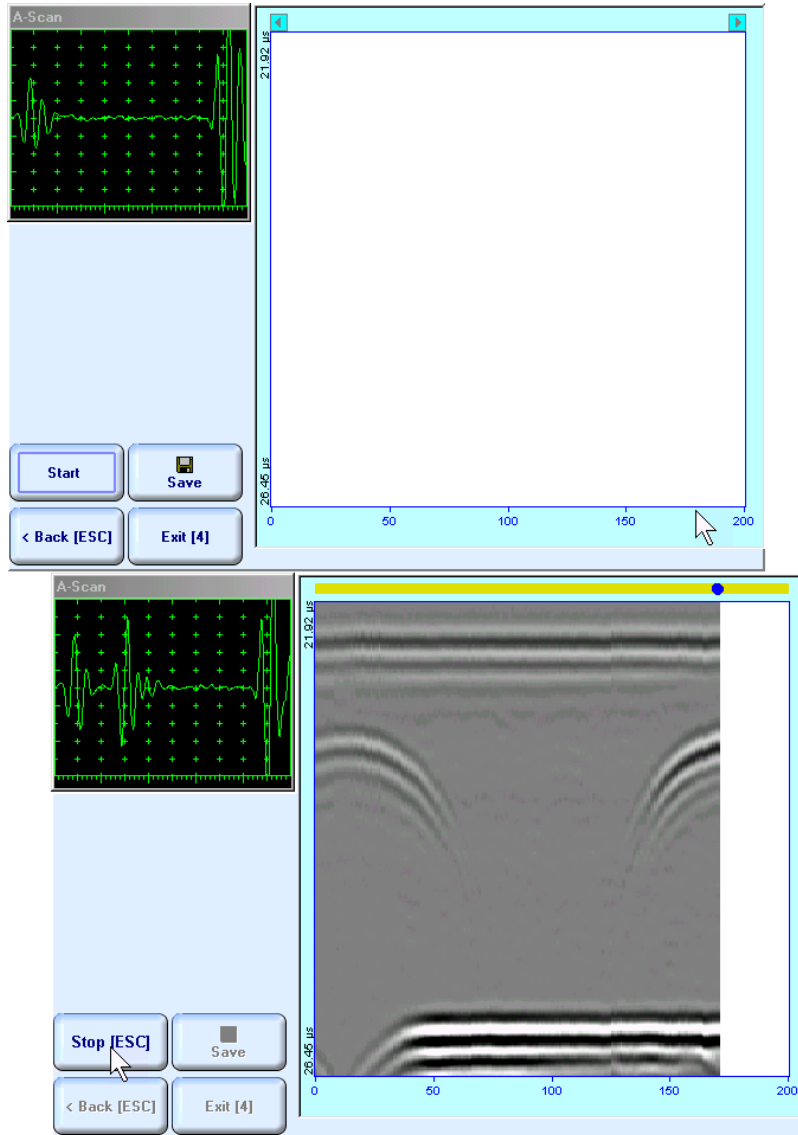 A-Scan
21.92 µs
26.45 µs
0 50 100 150 200
Start
Save
< Back [ESC]
Exit [4]
A-Scan
21.92 µs
26.45 µs
0 50 100 150 200
Stop [ESC]
Save
< Back [ESC]
Exit [4]